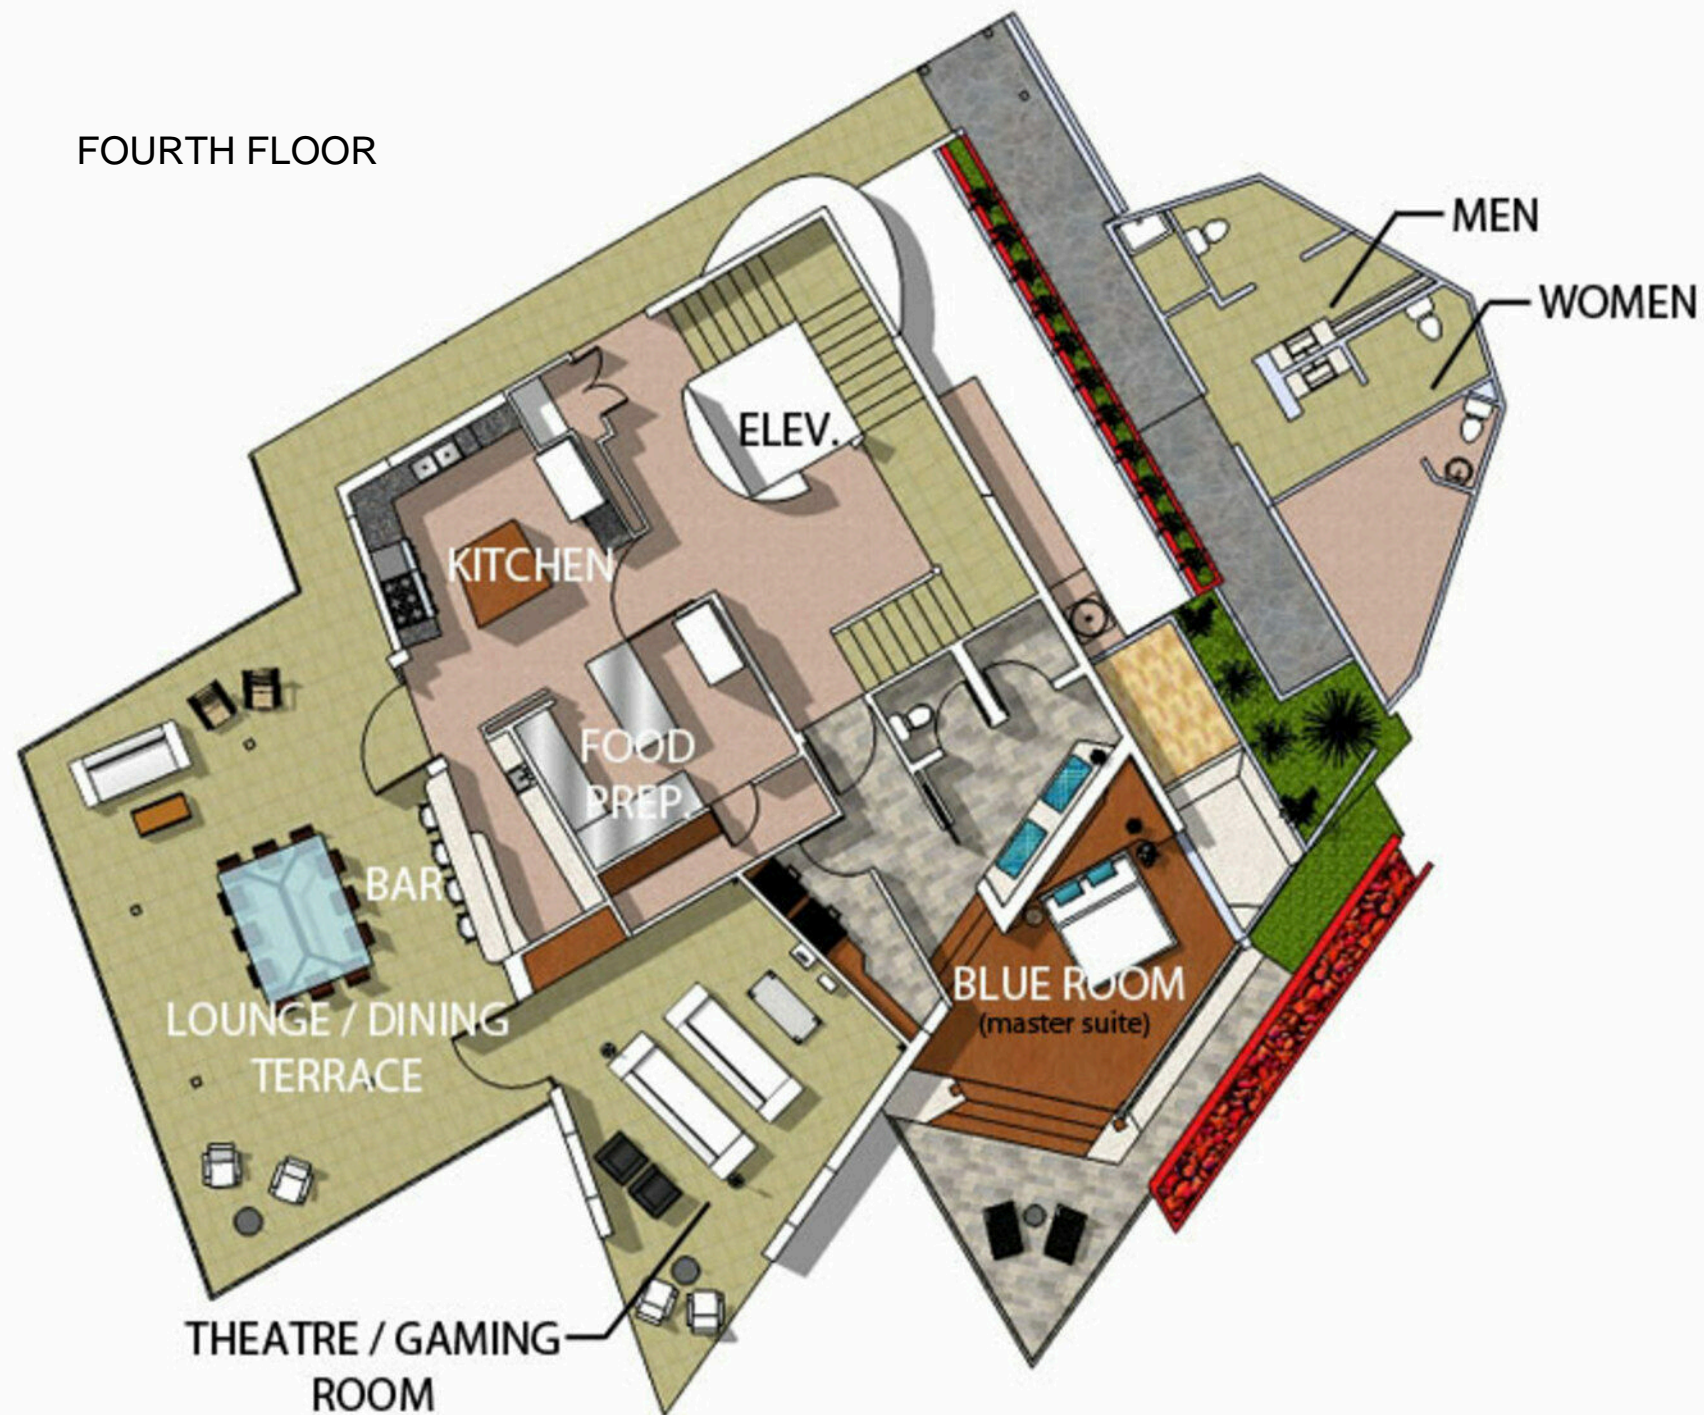 FOURTH FLOOR
MEN
WOMEN
ELEV.
KITCHEN
FOOD
PREP.
BAR
LOUNGE / DINING
TERRACE
BLUE ROOM
(master suite)
THEATRE / GAMING
ROOM